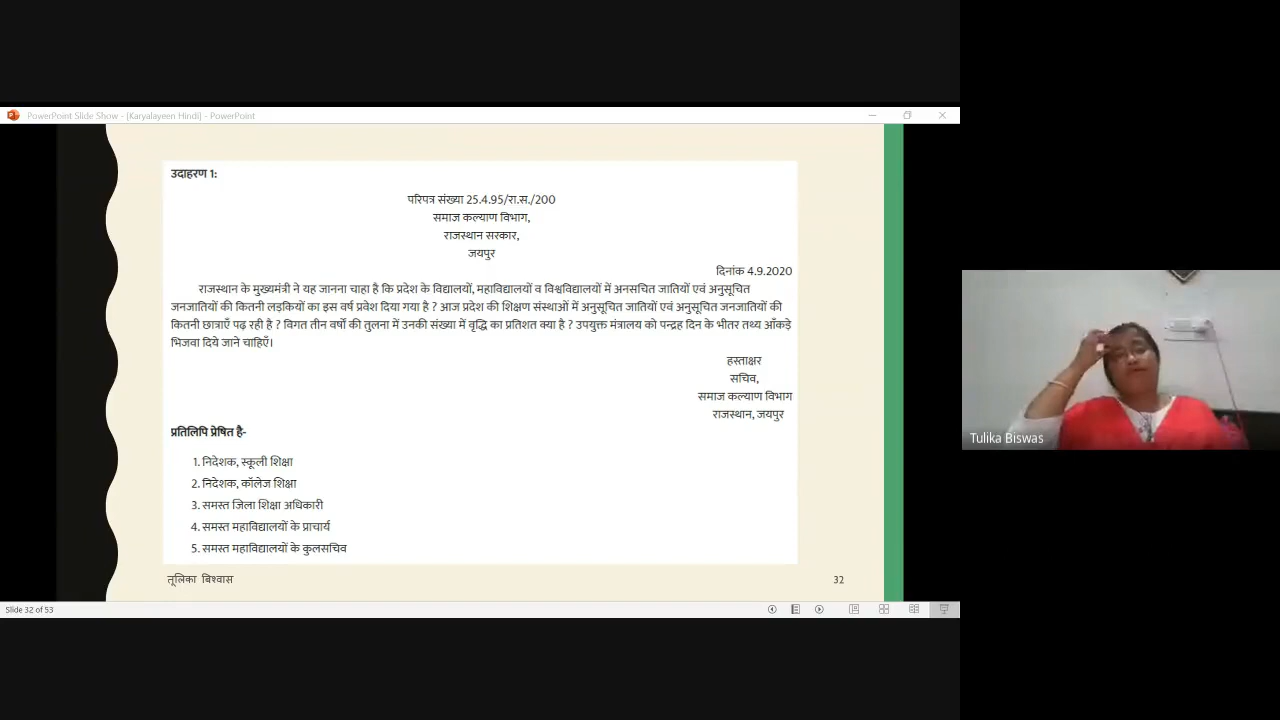 PowerPoint Slide Show - [Karyalayeen Hindi] - PowerPoint
उदाहरण 1:
परिपत्र संख्या 25.4.95/रा.स./200
समाज कल्याण विभाग,
राजस्थान सरकार,
जयपुर
दिनांक 4.9.2020
राजस्थान के मुख्यमंत्री ने यह जानना चाहा है कि प्रदेश के विद्यालयों, महाविद्यालयों व विश्वविद्यालयों में अनसचित जातियों एवं अनुसूचित
जनजातियों की कितनी लड़कियों का इस वर्ष प्रवेश दिया गया है ? आज प्रदेश की शिक्षण संस्थाओं में अनुसूचित जातियों एवं अनुसूचित जनजातियों की
कितनी छात्राएँ पढ़ रही है ? विगत तीन वर्षों की तुलना में उनकी संख्या में वृद्धि का प्रतिशत क्या है ? उपयुक्त मंत्रालय को पन्द्रह दिन के भीतर तथ्य आँकड़े
भिजवा दिये जाने चाहिएँ।
हस्ताक्षर
सचिव,
समाज कल्याण विभाग
राजस्थान, जयपुर
प्रतिलिपि प्रेषित है-
1. निदेशक, स्कूली शिक्षा
2. निदेशक, कॉलेज शिक्षा
3. समस्त जिला शिक्षा अधिकारी
4. समस्त महाविद्यालयों के प्राचार्य
5. समस्त महाविद्यालयों के कुलसचिव
तूलिका बिश्वास
32
Slide 32 of 53
Tulika Biswas